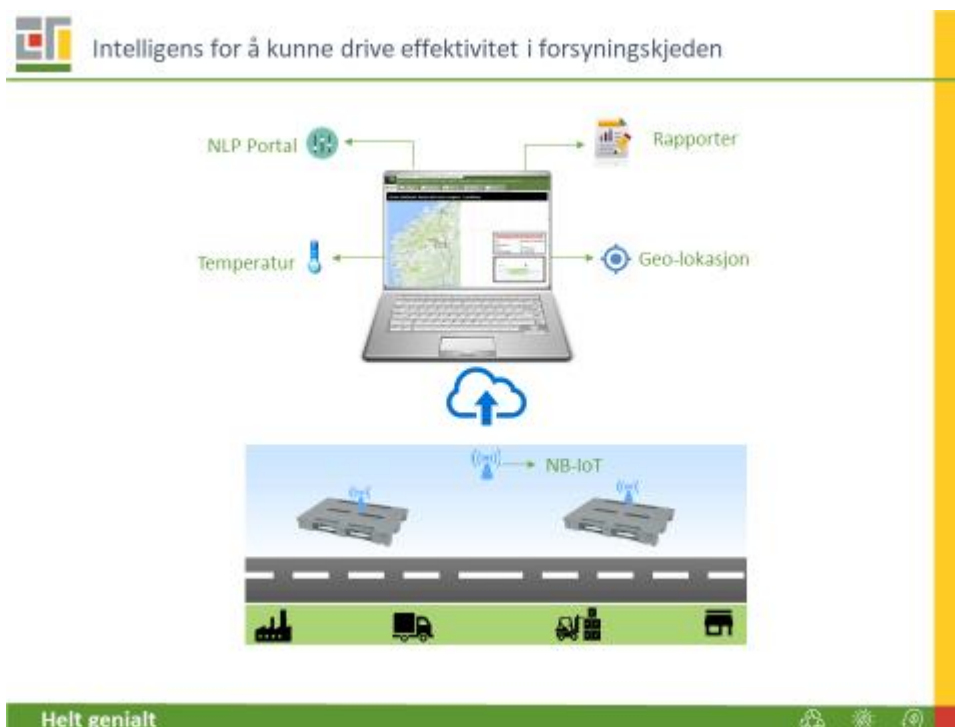 Intelligens for å kunne drive effektivitet i forsyningskjeden
NLP Portal
Rapporter
Temperatur
Geo-lokasjon
NB-IoT
Helt genialt